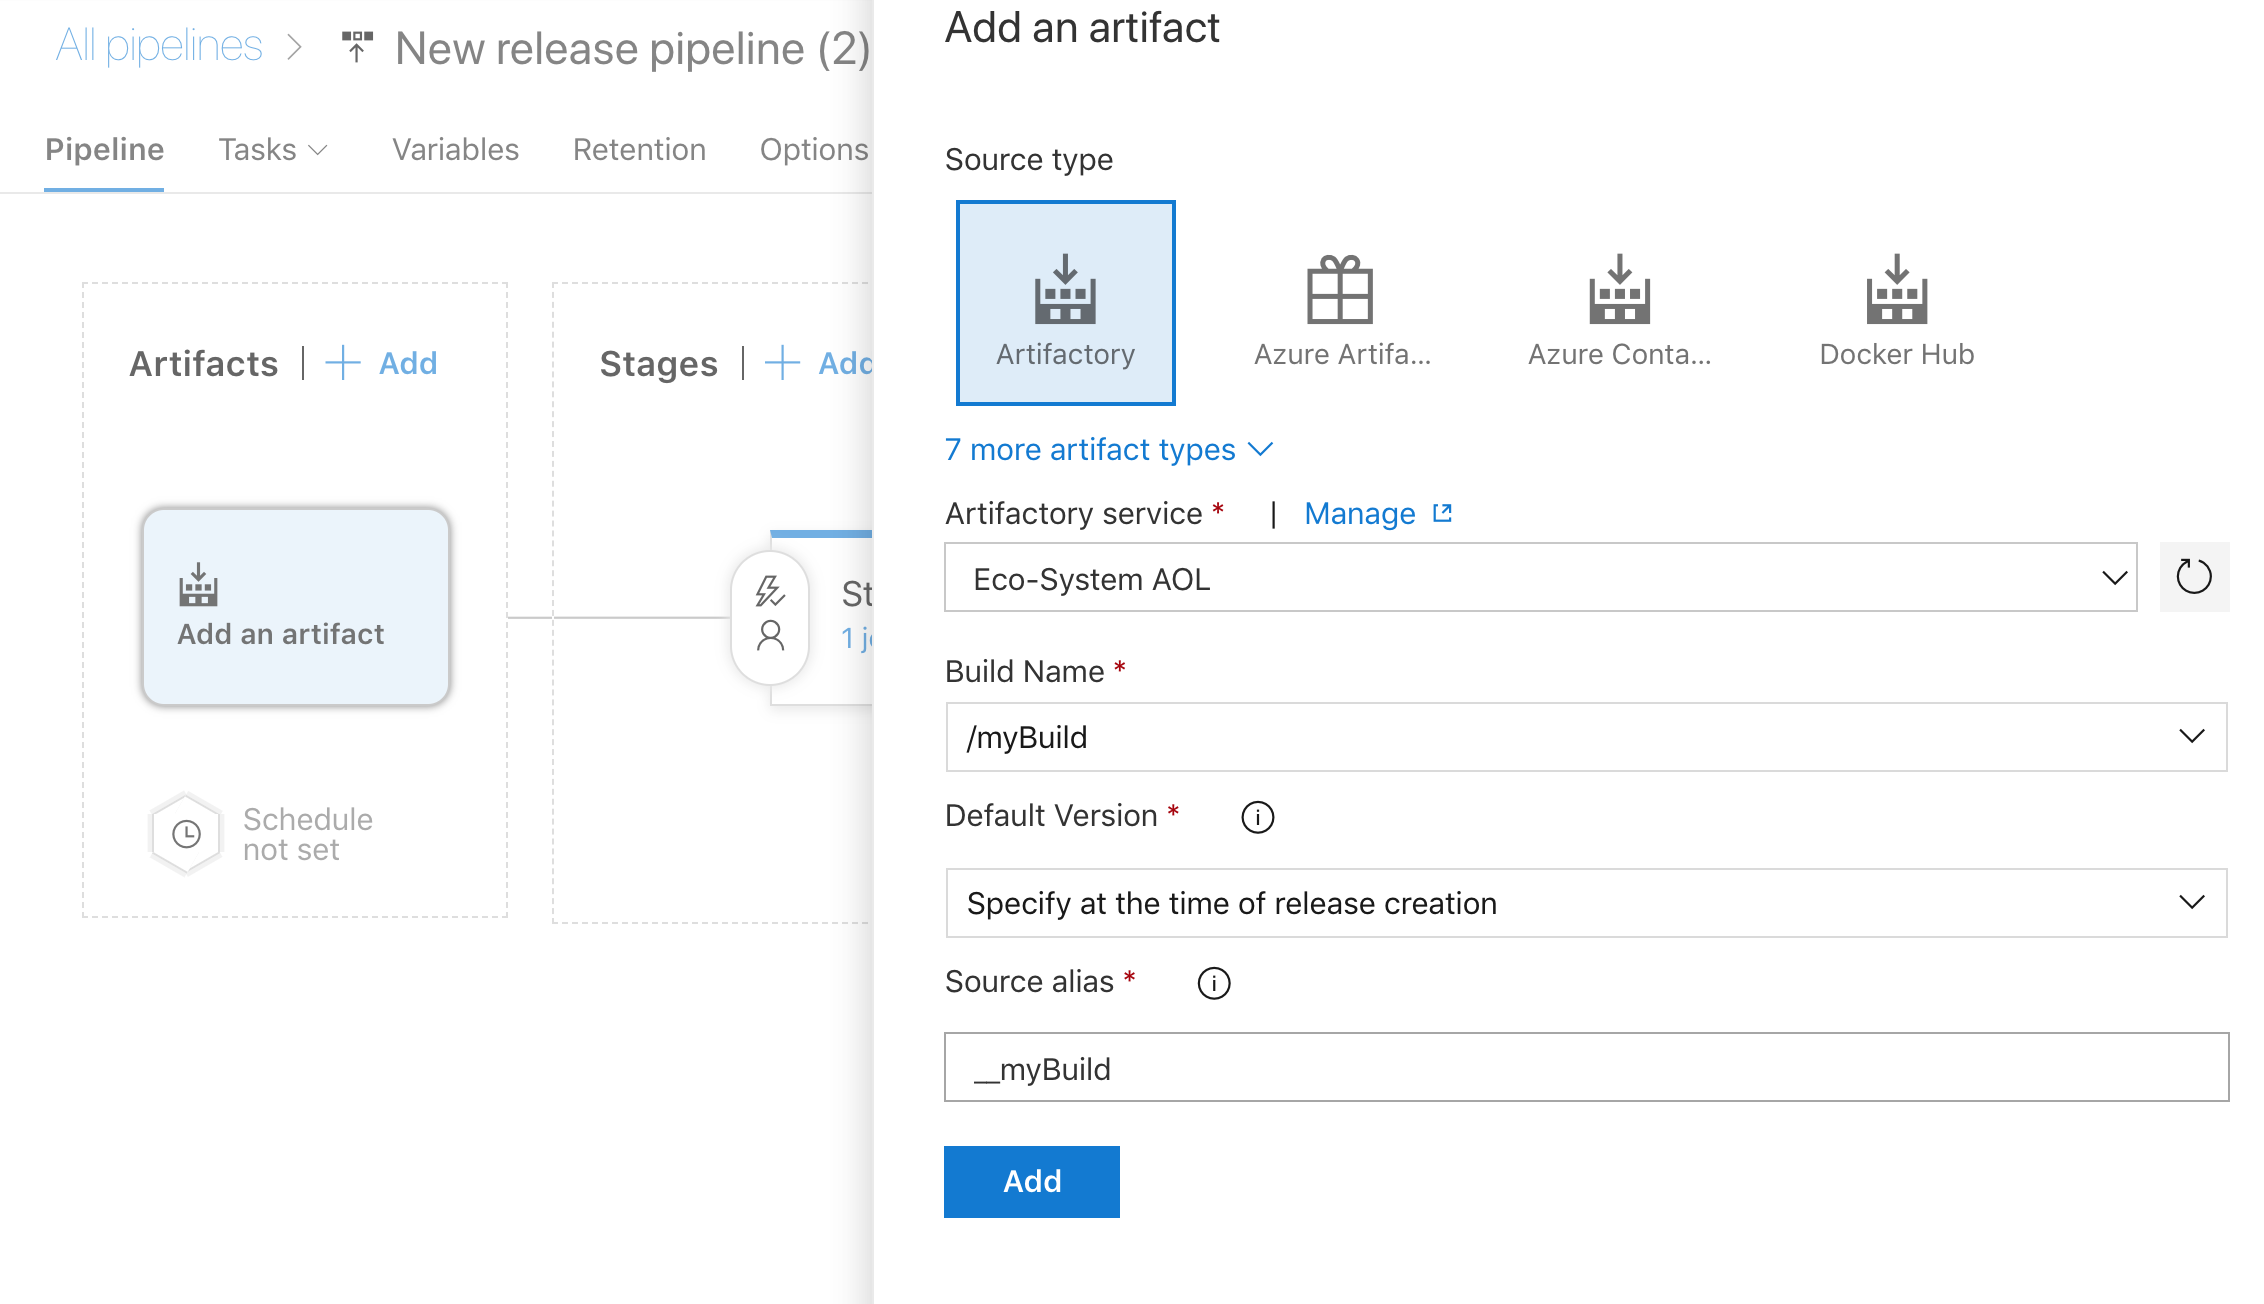 All pipelines
New release pipeline (2)
Pipeline
Tasks
Variables
Retention
Options
Artifacts | + Add
Stages | + Add
Add an artifact
Schedule
not set
St
1 j
Add an artifact
Source type
Artifactory
Azure Artifa...
Azure Conta...
Docker Hub
7 more artifact types
Artifactory service * | Manage
Eco-System AOL
Build Name *
/myBuild
Default Version *
Specify at the time of release creation
Source alias *
__myBuild
Add